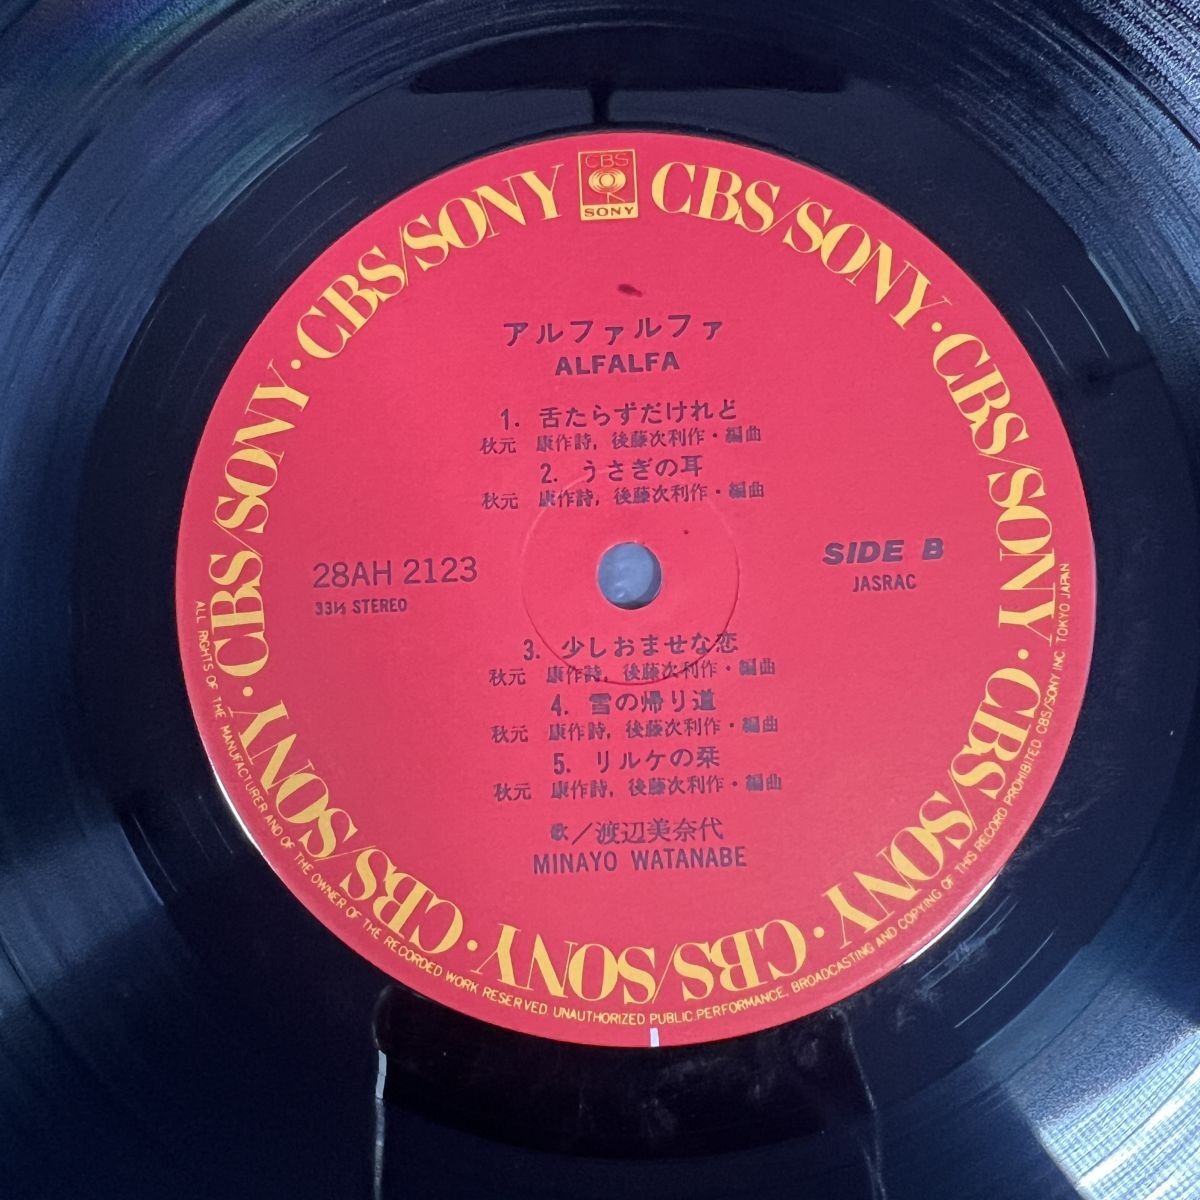 CBS
SONY
CBS/SONY · CBS/SONY · CBS/SONY · CBS/SONY · CBS/SONY · CBS/SONY · CBS/SONY · CBS/SONY
アルファルファ
ALFALFA
1. 舌たらずだけれど
秋元 康作詩, 後藤次利作・編曲
2. うさぎの耳
秋元 康作詩, 後藤次利作・編曲
28AH 2123
33⅓ STEREO
SIDE B
JASRAC
3. 少しおませな恋
秋元 康作詩, 後藤次利作・編曲
4. 雪の帰り道
秋元 康作詩, 後藤次利作・編曲
5. リルケの栞
秋元 康作詩, 後藤次利作・編曲
歌／渡辺美奈代
MINAYO WATANABE
ALL RIGHTS OF THE MANUFACTURER AND OF THE OWNER OF THE RECORDED WORK RESERVED. UNAUTHORIZED PUBLIC PERFORMANCE, BROADCASTING AND COPYING OF THIS RECORD PROHIBITED. CBS/SONY INC. TOKYO JAPAN